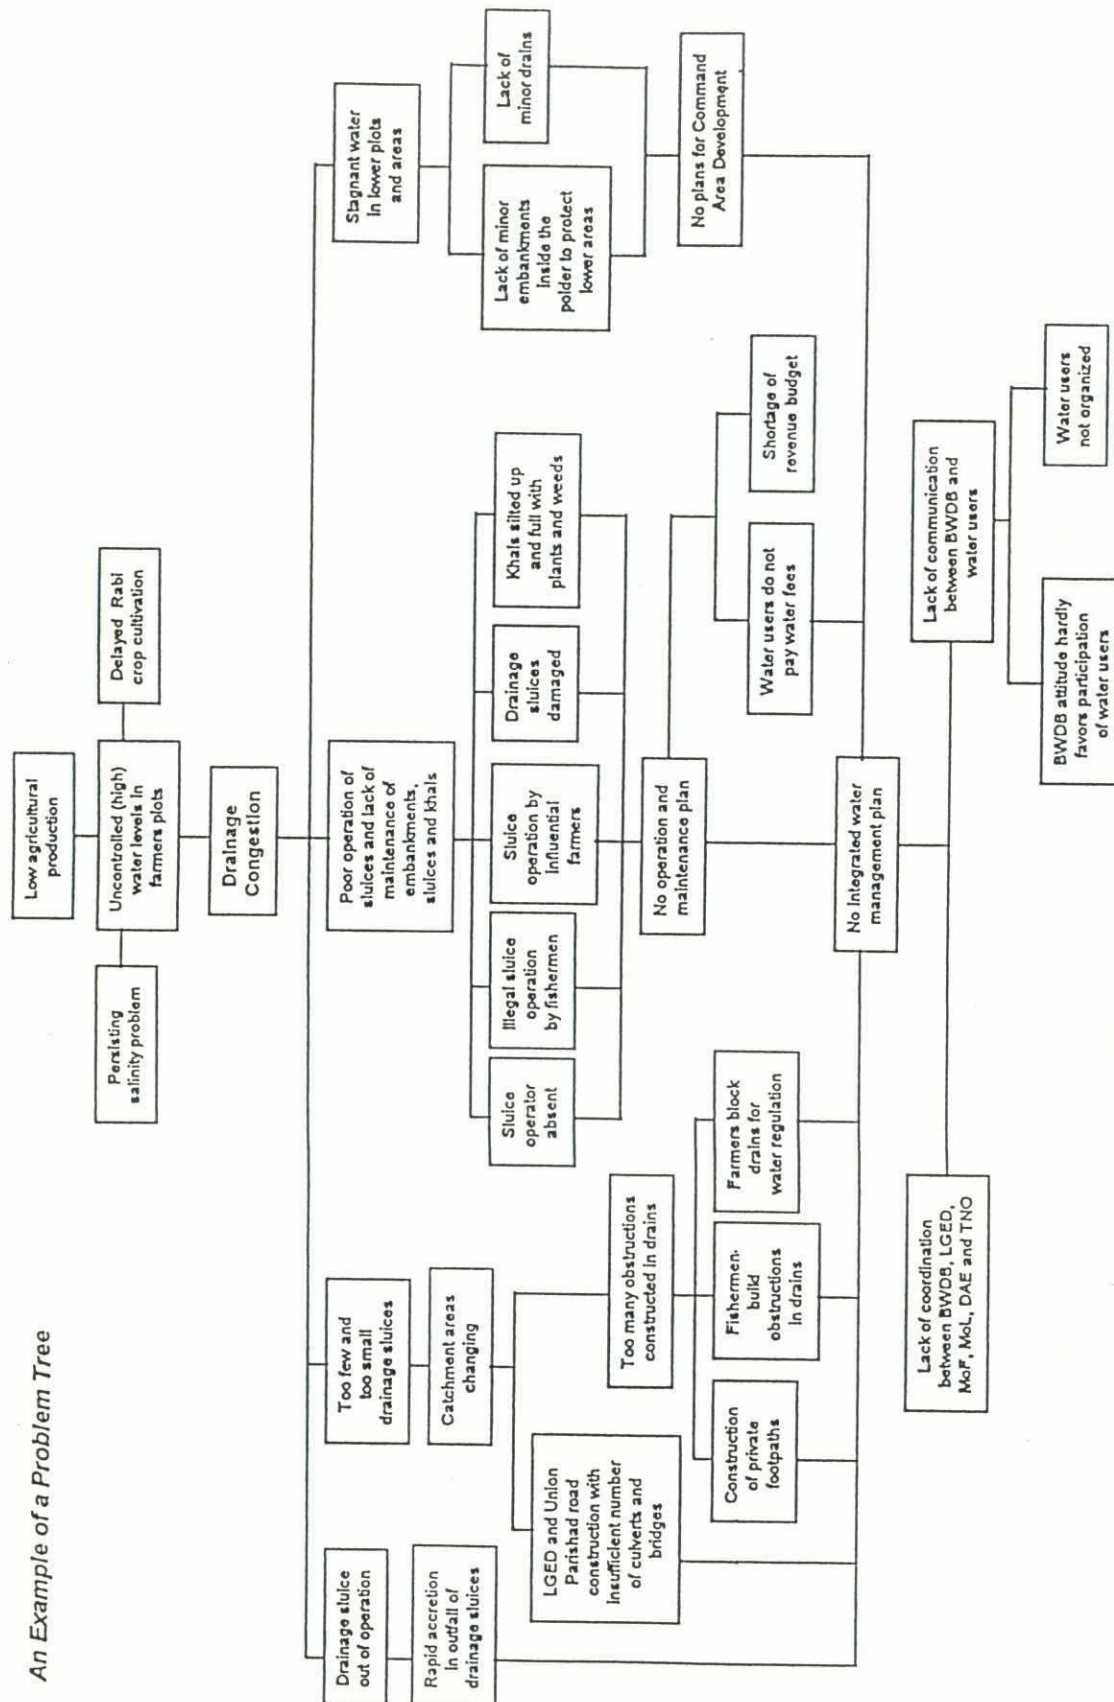 An Example of a Problem Tree
Low agricultural
production
Persisting
salinity problem
Uncontrolled (high)
water levels in
farmers plots
Delayed Rabi
crop cultivation
Drainage
Congestion
Drainage sluice
out of operation
Too few and
too small
drainage sluices
Poor operation of
sluices and lack of
maintenance of
embankments,
sluices and khals
Stagnant water
in lower plots
and areas
Rapid accretion
in outfall of
drainage sluices
Catchment areas
changing
Sluice
operator
absent
Illegal sluice
operation
by fishermen
Sluice
operation by
influential
farmers
Drainage
sluices
damaged
Khals silted up
and full with
plants and weeds
Lack of minor
embankments
inside the
polder to protect
lower areas
Lack of
minor drains
LGED and Union
Parishad road
construction with
insufficient number
of culverts and
bridges
Too many obstructions
constructed in drains
No operation and
maintenance plan
No plans for Command
Area Development
Construction
of private
footpaths
Fishermen-
build
obstructions
in drains
Farmers block
drains for
water regulation
Water users do not
pay water fees
Shortage of
revenue budget
No integrated water
management plan
Lack of coordination
between BWDB, LGED,
MoF, MoL, DAE and TNO
Lack of communication
between BWDB and
water users
BWDB attitude hardly
favors participation
of water users
Water users
not organized